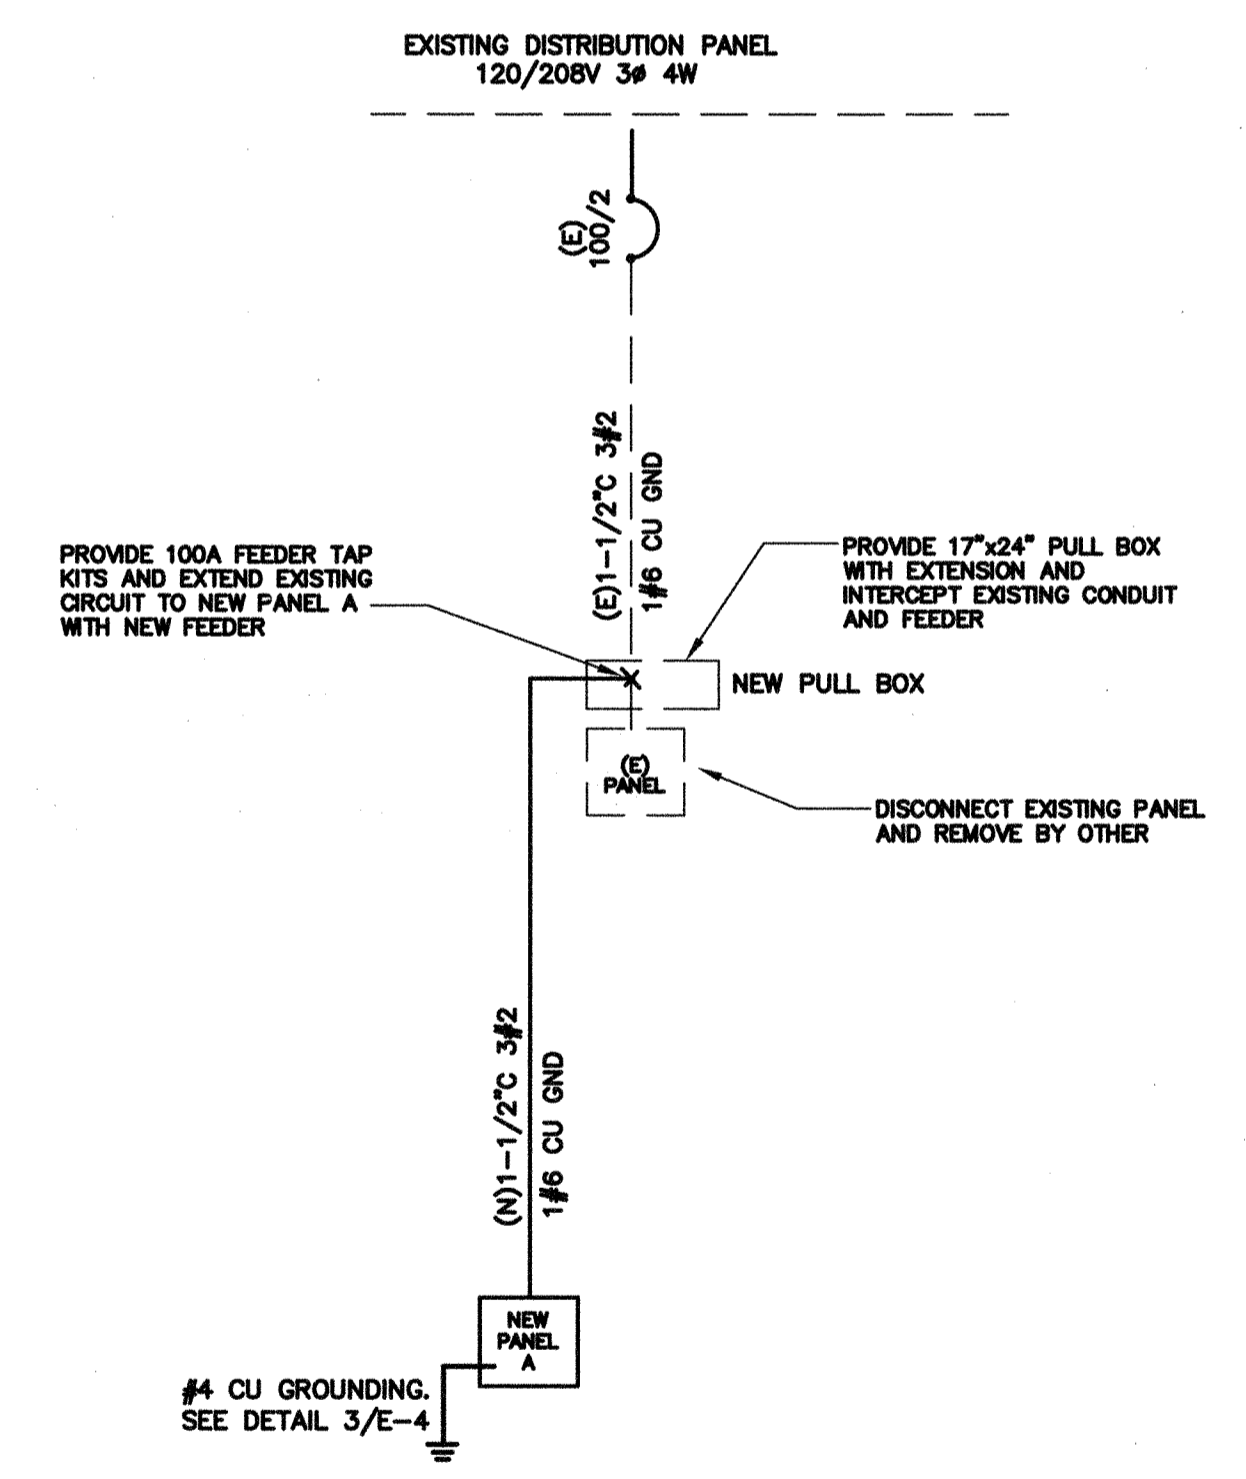 EXISTING DISTRIBUTION PANEL
120/208V 3ø 4W
(E)
100/2
(E)1-1/2"C 3#2
1#6 CU GND
PROVIDE 100A FEEDER TAP
KITS AND EXTEND EXISTING
CIRCUIT TO NEW PANEL A
WITH NEW FEEDER
PROVIDE 17"x24" PULL BOX
WITH EXTENSION AND
INTERCEPT EXISTING CONDUIT
AND FEEDER
NEW PULL BOX
(E)
PANEL
DISCONNECT EXISTING PANEL
AND REMOVE BY OTHER
(N)1-1/2"C 3#2
1#6 CU GND
NEW
PANEL
A
#4 CU GROUNDING.
SEE DETAIL 3/E-4